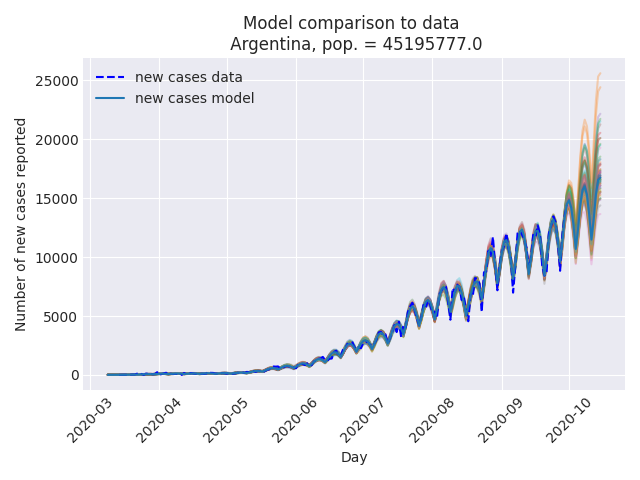 Model comparison to data
Argentina, pop. = 45195777.0
new cases data
new cases model
Number of new cases reported
25000
20000
15000
10000
5000
0
2020-03
2020-04
2020-05
2020-06
2020-07
2020-08
2020-09
2020-10
Day